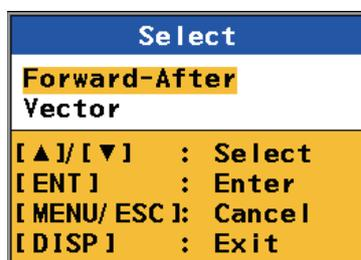 Select
Forward-After
Vector
[▲]/[▼] : Select
[ENT] : Enter
[MENU/ESC]: Cancel
[DISP] : Exit